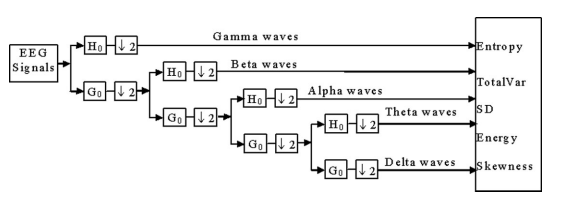 Gamma waves
EEG
Signals
H0
↓ 2
Entropy
Beta waves
H0
↓ 2
G0
↓ 2
TotalVar
Alpha waves
H0
↓ 2
SD
G0
↓ 2
Theta waves
H0
↓ 2
Energy
G0
↓ 2
Delta waves
G0
↓ 2
Skewness